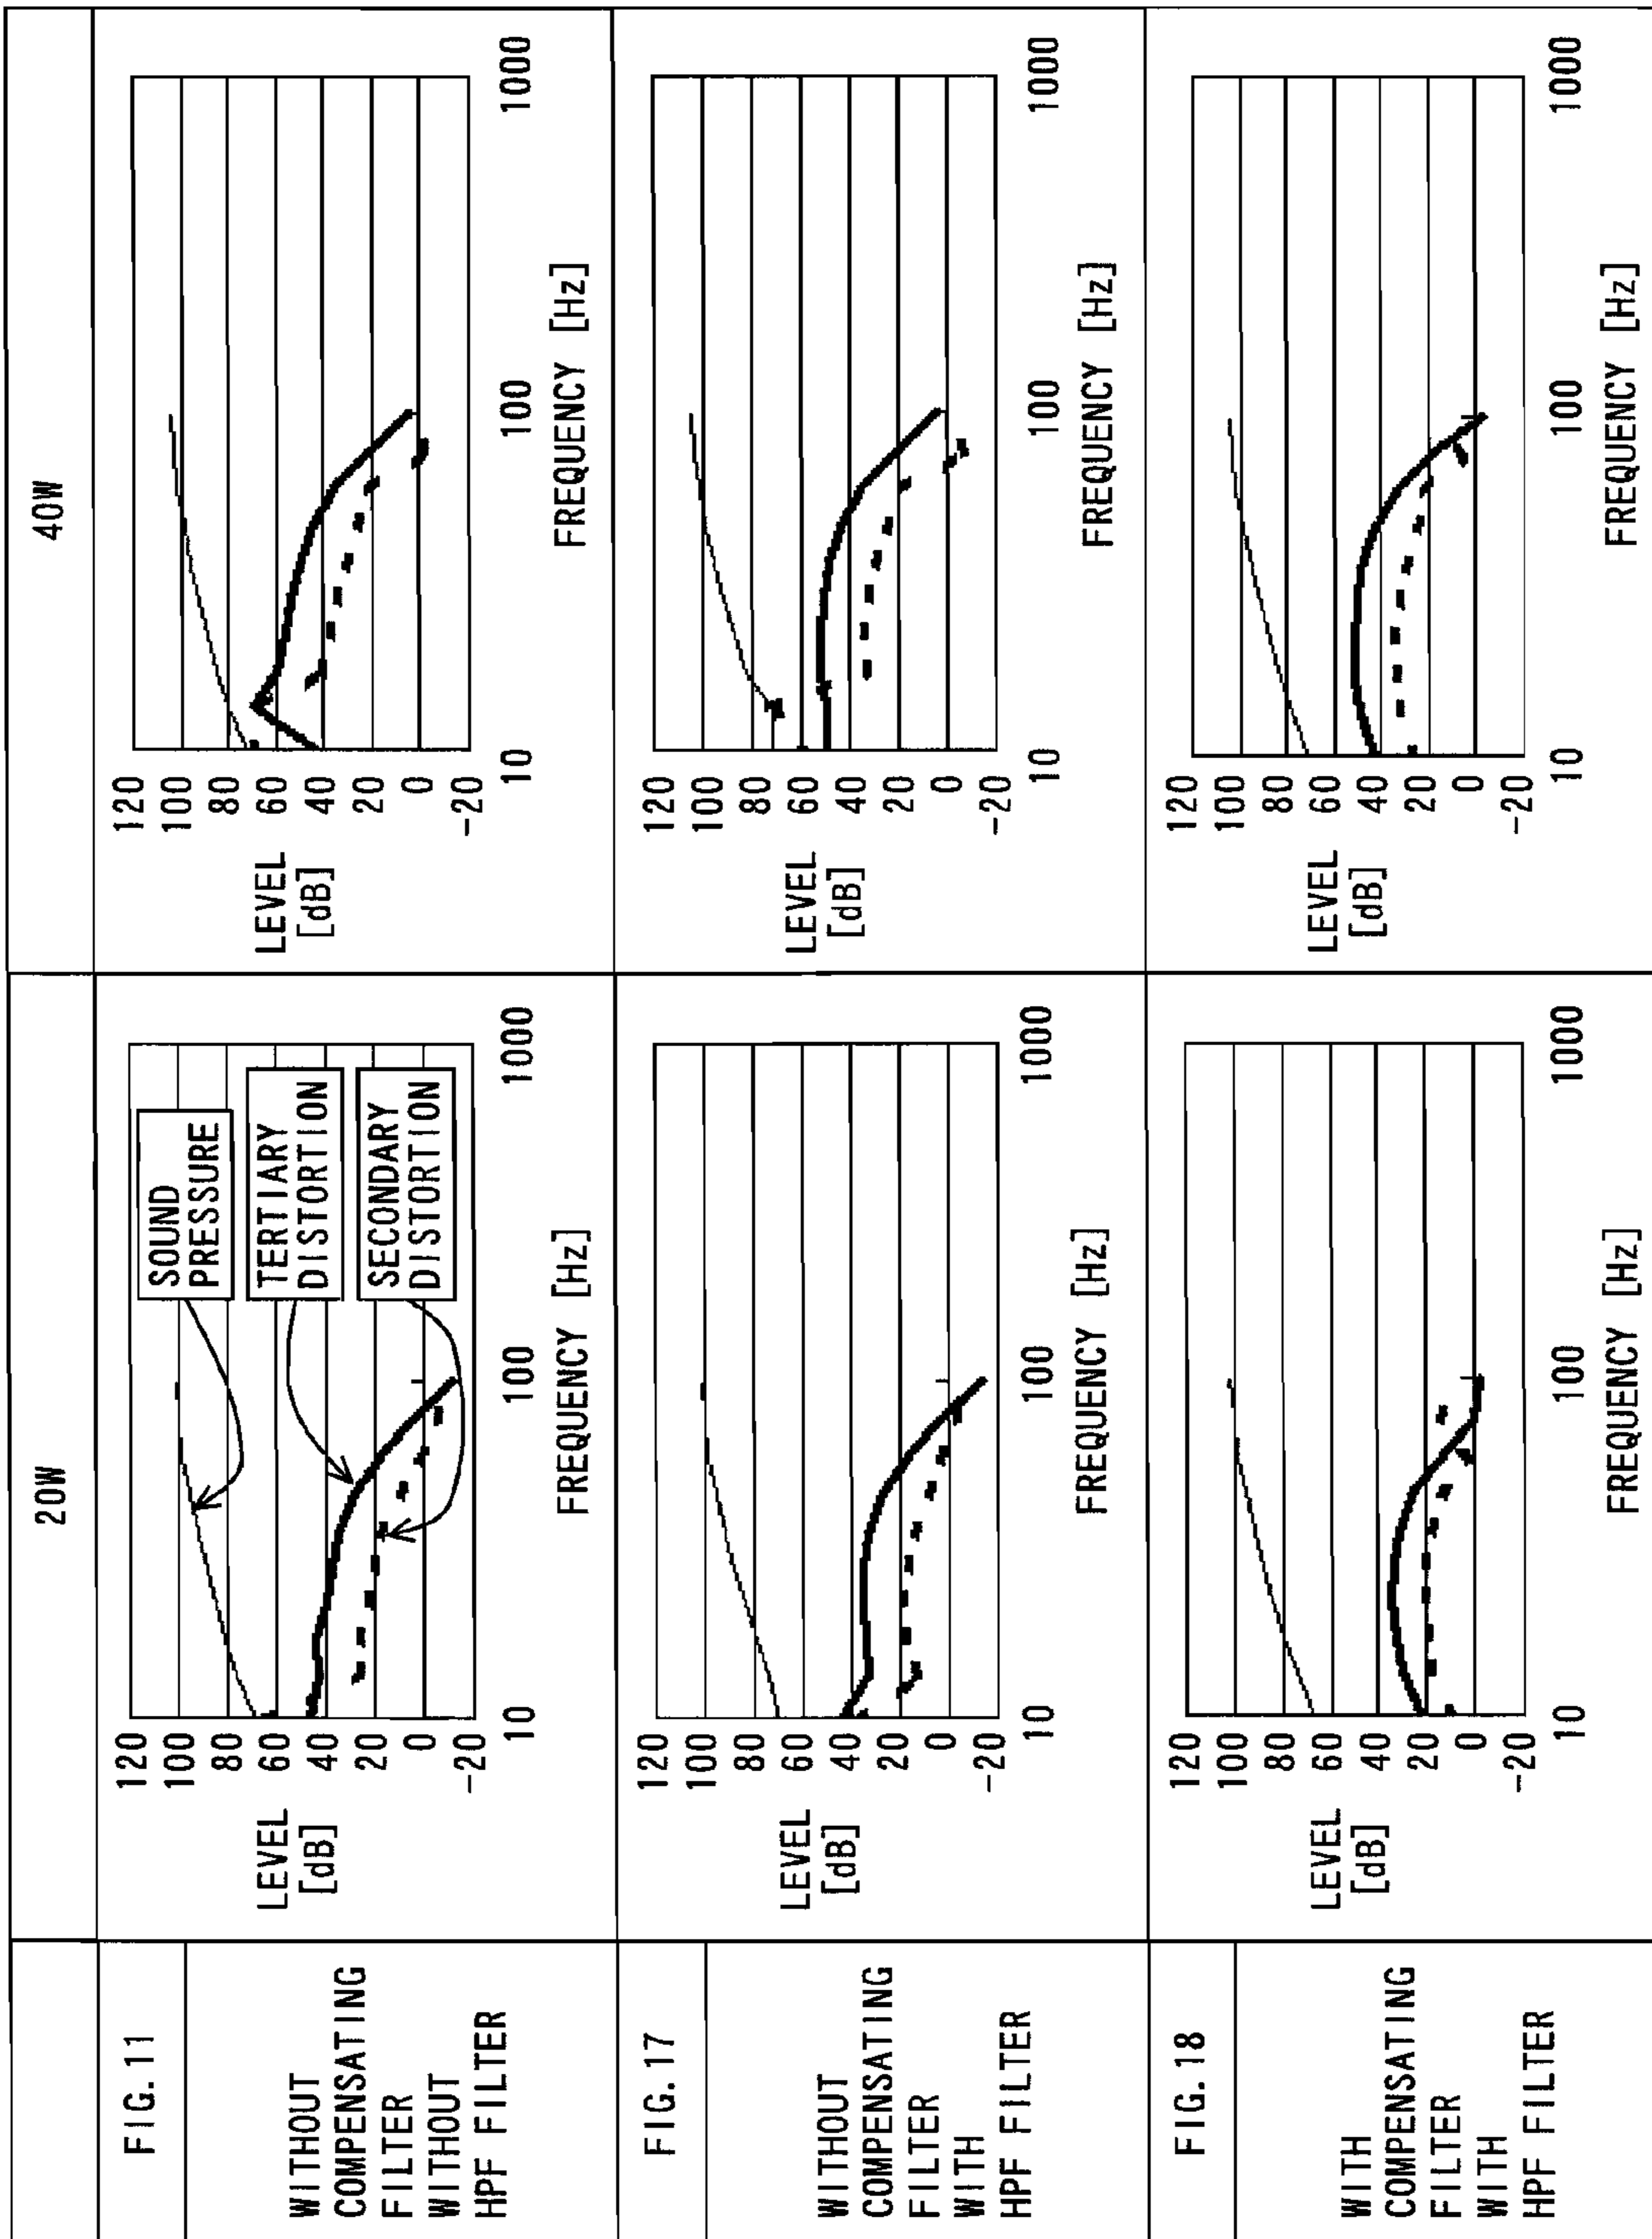 20W
40W
FIG.11
WITHOUT
COMPENSATING
FILTER
WITHOUT
HPF FILTER
LEVEL
[dB]
120
100
80
60
40
20
0
-20
10
100
1000
FREQUENCY [Hz]
SOUND
PRESSURE
TERTIARY
DISTORTION
SECONDARY
DISTORTION
LEVEL
[dB]
120
100
80
60
40
20
0
-20
10
100
1000
FREQUENCY [Hz]
FIG.17
WITHOUT
COMPENSATING
FILTER
WITH
HPF FILTER
LEVEL
[dB]
120
100
80
60
40
20
0
-20
10
100
1000
FREQUENCY [Hz]
LEVEL
[dB]
120
100
80
60
40
20
0
-20
10
100
1000
FREQUENCY [Hz]
FIG.18
WITH
COMPENSATING
FILTER
WITH
HPF FILTER
LEVEL
[dB]
120
100
80
60
40
20
0
-20
10
100
1000
FREQUENCY [Hz]
LEVEL
[dB]
120
100
80
60
40
20
0
-20
10
100
1000
FREQUENCY [Hz]